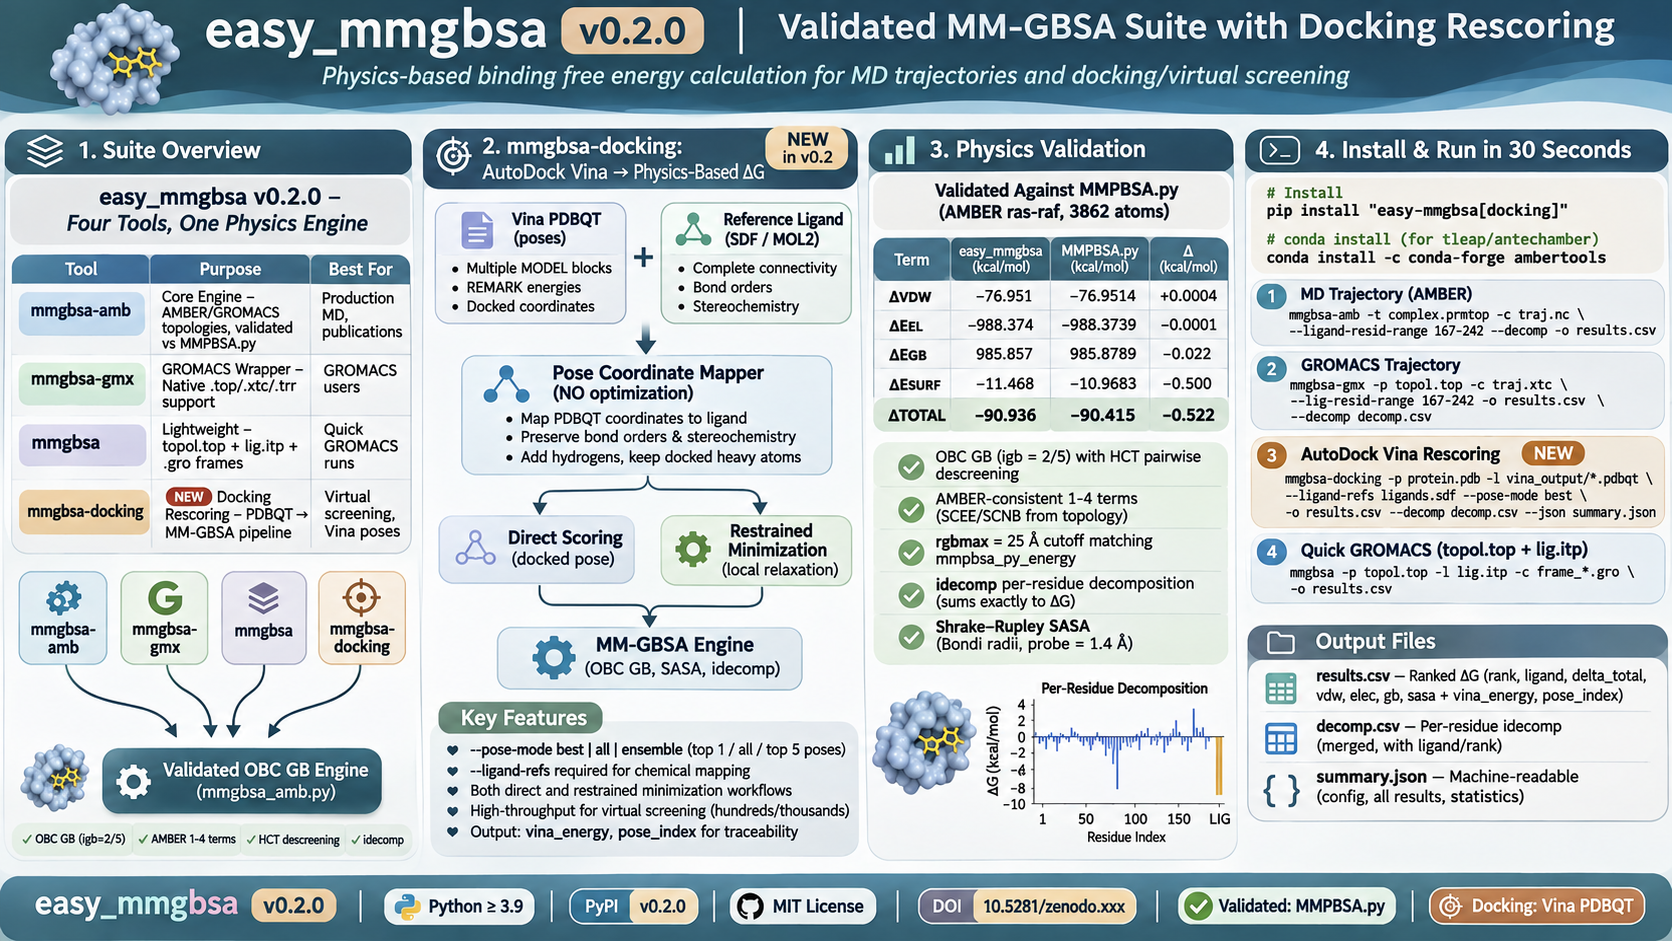 easy_mmgbsa v0.2.0 | Validated MM-GBSA Suite with Docking Rescoring
Physics-based binding free energy calculation for MD trajectories and docking/virtual screening
1. Suite Overview
easy_mmgbsa v0.2.0 –
Four Tools, One Physics Engine
Tool Purpose Best For
mmgbsa-amb
Core Engine –
AMBER/GROMACS
topologies, validated
vs MMPBSA.py
Production
MD,
publications
mmgbsa-gmx
GROMACS Wrapper –
Native .top/.xtc/.trr
support
GROMACS
users
mmgbsa
Lightweight –
topol.top + lig.itp +
.gro frames
Quick
GROMACS
runs
mmgbsa-docking
NEW Docking
Rescoring – PDBQT →
MM-GBSA pipeline
Virtual
screening,
Vina poses
mmgbsa-
amb
mmgbsa-
gmx
mmgbsa
mmgbsa-
docking
Validated OBC GB Engine
(mmgbsa_amb.py)
✓ OBC GB (igb=2/5) ✓ AMBER 1-4 terms ✓ HCT descreening ✓ idecomp
2. mmgbsa-docking:
AutoDock Vina → Physics-Based ΔG
NEW
in v0.2
Vina PDBQT
(poses)
• Multiple MODEL blocks
• REMARK energies
• Docked coordinates
+
Reference Ligand
(SDF / MOL2)
• Complete connectivity
• Bond orders
• Stereochemistry
Pose Coordinate Mapper
(NO optimization)
• Map PDBQT coordinates to ligand
• Preserve bond orders & stereochemistry
• Add hydrogens, keep docked heavy atoms
Direct Scoring
(docked pose)
Restrained
Minimization
(local relaxation)
MM-GBSA Engine
(OBC GB, SASA, idecomp)
Key Features
--pose-mode best | all | ensemble (top 1 / all / top 5 poses)
--ligand-refs required for chemical mapping
Both direct and restrained minimization workflows
High-throughput for virtual screening (hundreds/thousands)
Output: vina_energy, pose_index for traceability
3. Physics Validation
Validated Against MMPBSA.py
(AMBER ras-raf, 3862 atoms)
Term easy_mmgbsa (kcal/mol) MMPBSA.py (kcal/mol) Δ (kcal/mol)
ΔVDW −76.951 −76.9514 +0.0004
ΔEEL −988.374 −988.3739 −0.0001
ΔEGB 985.857 985.8789 −0.022
ΔESURF −11.468 −10.9683 −0.500
ΔTOTAL −90.936 −90.415 −0.522
OBC GB (igb = 2/5) with HCT pairwise
descreening
AMBER-consistent 1-4 terms
(SCEE/SCNB from topology)
rgbmax = 25 Å cutoff matching
mmpbsa_py_energy
idecomp per-residue decomposition
(sums exactly to ΔG)
Shrake–Rupley SASA
(Bondi radii, probe = 1.4 Å)
Per-Residue Decomposition
ΔG (kcal/mol)
4
2
0
−2
−4
−8
−10
1 50 100 150 LIG
Residue Index
4. Install & Run in 30 Seconds
# Install
pip install "easy-mmgbsa[docking]"
# conda install (for tleap/antechamber)
conda install -c conda-forge ambertools
1 MD Trajectory (AMBER)
mmgbsa-amb -t complex.prmtop -c traj.nc \
--ligand-resid-range 167-242 --decomp -o results.csv
2 GROMACS Trajectory
mmgbsa-gmx -p topol.top -c traj.xtc \
--lig-resid-range 167-242 -o results.csv \
--decomp decomp.csv
3 AutoDock Vina Rescoring NEW
mmgbsa-docking -p protein.pdb -l vina_output/*.pdbqt \
--ligand-refs ligands.sdf --pose-mode best \
-o results.csv --decomp decomp.csv --json summary.json
4 Quick GROMACS (topol.top + lig.itp)
mmgbsa -p topol.top -l lig.itp -c frame_*.gro \
-o results.csv
Output Files
results.csv — Ranked ΔG (rank, ligand, delta_total,
vdw, elec, gb, sasa + vina_energy, pose_index)
decomp.csv — Per-residue idecomp
(merged, with ligand/rank)
{ } summary.json — Machine-readable
(config, all results, statistics)
easy_mmgbsa v0.2.0 | Python ≥ 3.9 | PyPI v0.2.0 | MIT License | DOI 10.5281/zenodo.xxx | Validated: MMPBSA.py | Docking: Vina PDBQT